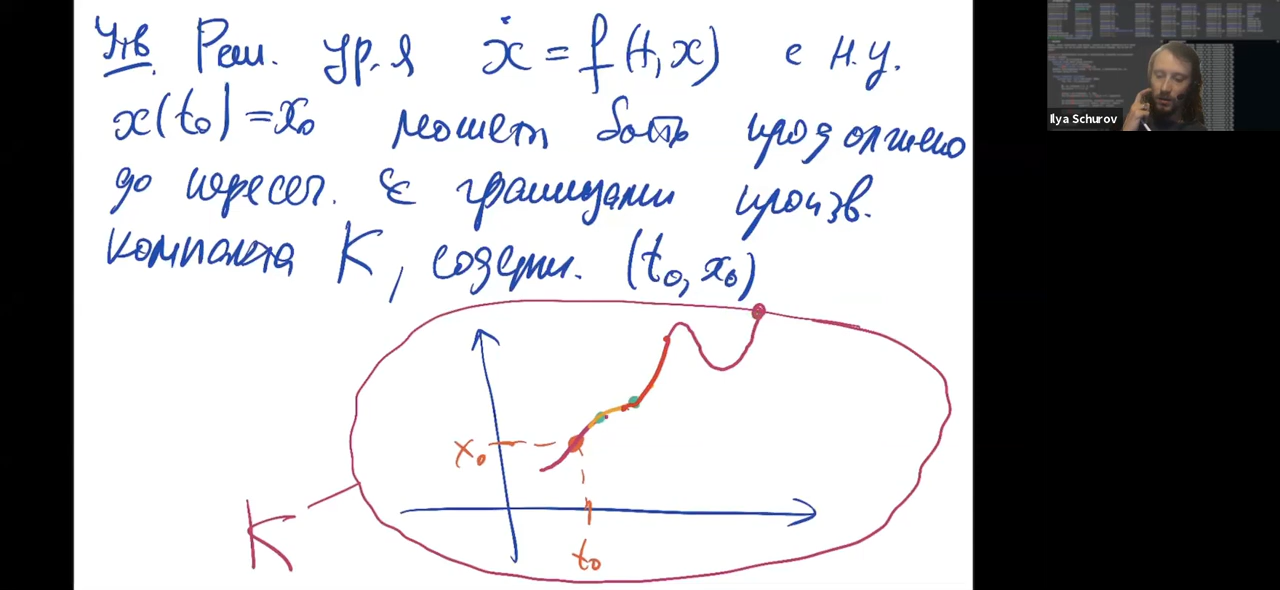 Утв. Реш. ур-я ẋ = f(t,x) с н.у.
x(t₀)=x₀ может быть продолжено
до пересеч. с границами произв.
компакта K, содерж. (t₀, x₀)
Ilya Schurov
x₀
K
t₀